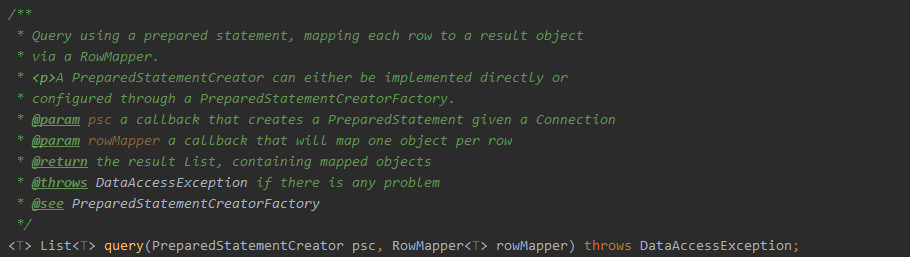 /**
 * Query using a prepared statement, mapping each row to a result object
 * via a RowMapper.
 * <p>A PreparedStatementCreator can either be implemented directly or
 * configured through a PreparedStatementCreatorFactory.
 * @param psc a callback that creates a PreparedStatement given a Connection
 * @param rowMapper a callback that will map one object per row
 * @return the result List, containing mapped objects
 * @throws DataAccessException if there is any problem
 * @see PreparedStatementCreatorFactory
 */
<T> List<T> query(PreparedStatementCreator psc, RowMapper<T> rowMapper) throws DataAccessException;